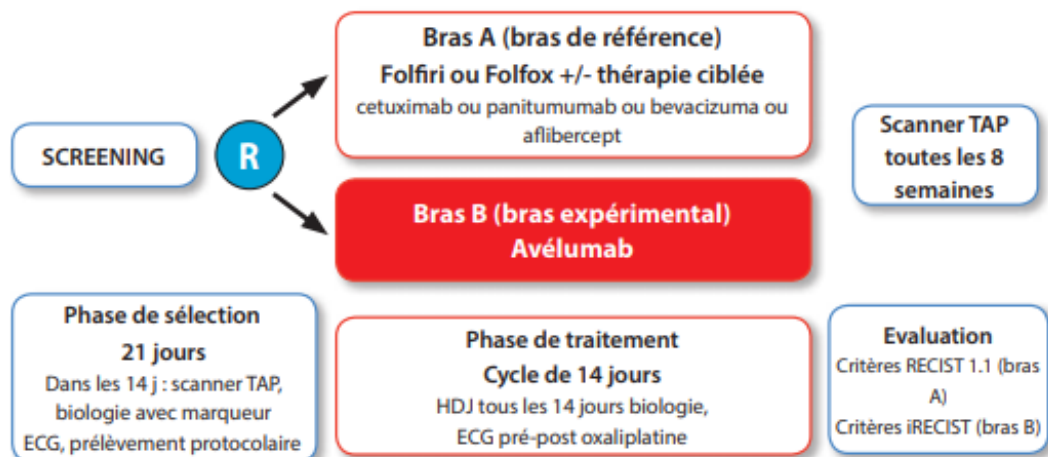 Bras A (bras de référence)
Folfiri ou Folfox +/- thérapie ciblée
cetuximab ou panitumumab ou bevacizuma ou
aflibercept
SCREENING
R
Scanner TAP
toutes les 8
semaines
Bras B (bras expérimental)
Avélumab
Phase de sélection
21 jours
Dans les 14 j : scanner TAP,
biologie avec marqueur
ECG, prélèvement protocolaire
Phase de traitement
Cycle de 14 jours
HDJ tous les 14 jours biologie,
ECG pré-post oxaliplatine
Evaluation
Critères RECIST 1.1 (bras
A)
Critères iRECIST (bras B)